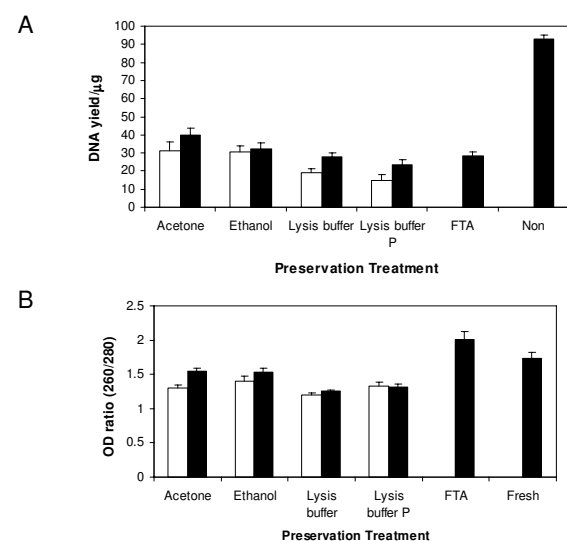 A
100
90
80
70
60
50
40
30
20
10
0
DNA yield/µg
Acetone Ethanol Lysis buffer Lysis buffer P FTA Non
Preservation Treatment
B
2.5
2
1.5
1
0.5
0
OD ratio (260/280)
Acetone Ethanol Lysis buffer Lysis buffer P FTA Fresh
Preservation Treatment